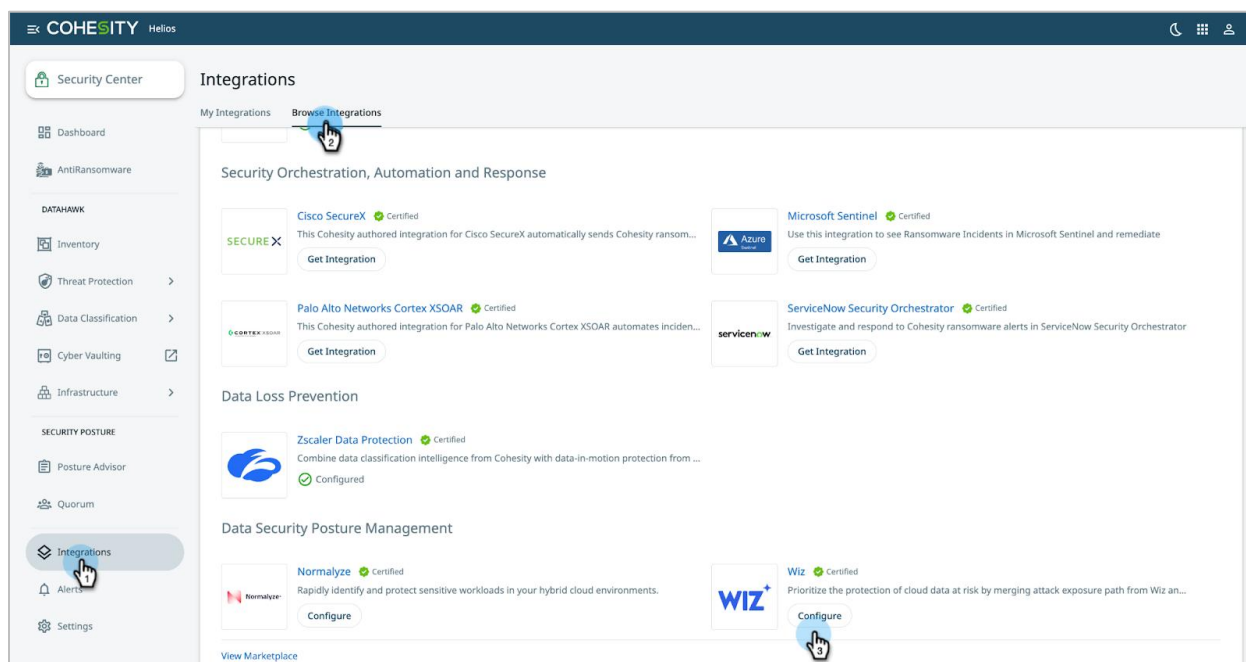 COHESITY Helios
Security Center
Dashboard
AntiRansomware
DATAHAWK
Inventory
Threat Protection
Data Classification
Cyber Vaulting
Infrastructure
SECURITY POSTURE
Posture Advisor
Quorum
Integrations
1
Alerts
Settings
Integrations
My Integrations Browse Integrations
2
Security Orchestration, Automation and Response
SECUREX
Cisco SecureX Certified
This Cohesity authored integration for Cisco SecureX automatically sends Cohesity ransom...
Get Integration
Azure
Sentinel
Microsoft Sentinel Certified
Use this integration to see Ransomware Incidents in Microsoft Sentinel and remediate
Get Integration
CORTEX XSOAR
Palo Alto Networks Cortex XSOAR Certified
This Cohesity authored integration for Palo Alto Networks Cortex XSOAR automates inciden...
Get Integration
servicenow
ServiceNow Security Orchestrator Certified
Investigate and respond to Cohesity ransomware alerts in ServiceNow Security Orchestrator
Get Integration
Data Loss Prevention
Zscaler Data Protection Certified
Combine data classification intelligence from Cohesity with data-in-motion protection from ...
Configured
Data Security Posture Management
Normalyze
Normalyze Certified
Rapidly identify and protect sensitive workloads in your hybrid cloud environments.
Configure
WIZ
Wiz Certified
Prioritize the protection of cloud data at risk by merging attack exposure path from Wiz an...
Configure
3
View Marketplace